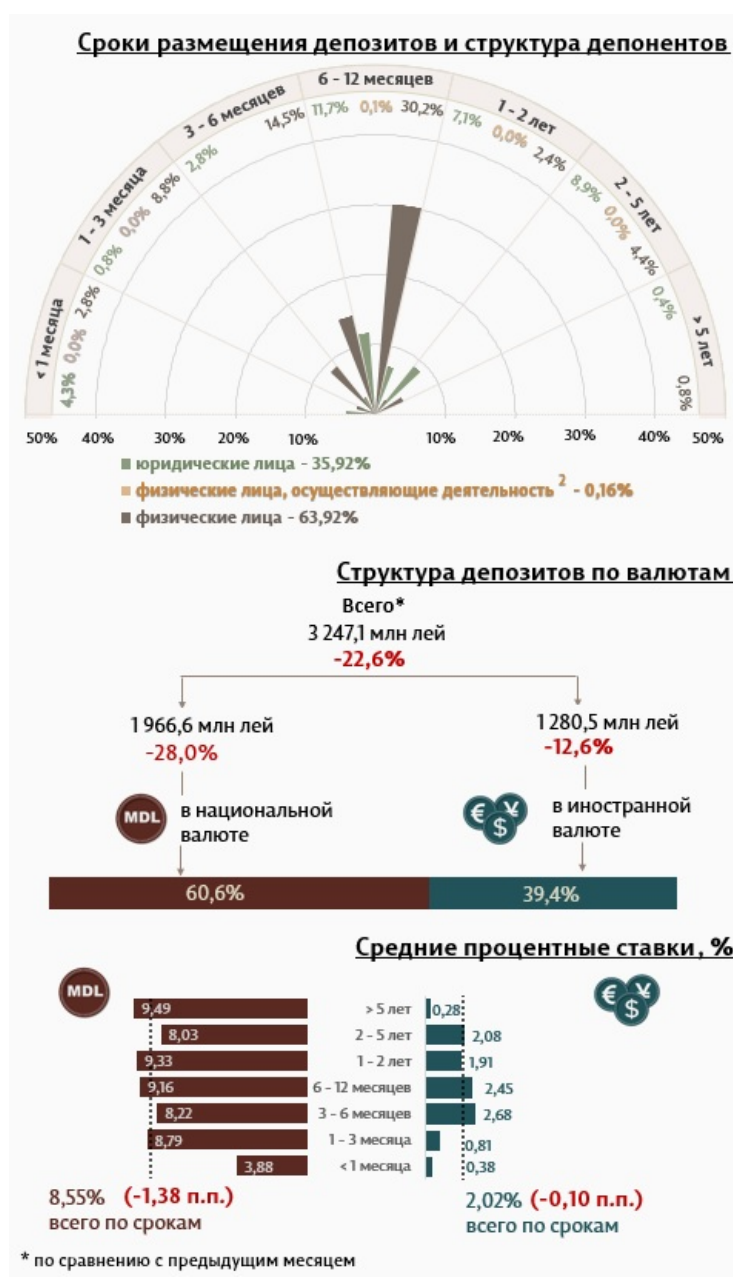 Сроки размещения депозитов и структура депонентов
< 1 месяца
1 - 3 месяца
3 - 6 месяцев
6 - 12 месяцев
1 - 2 лет
2 - 5 лет
> 5 лет
4,3% 0,0% 2,8%
0,8% 0,0% 8,8%
2,8% 14,5%
11,7% 0,1% 30,2%
7,1% 0,0% 2,4%
8,9% 0,0% 4,4%
0,4% 0,8%
50% 40% 30% 20% 10% 10% 20% 30% 40% 50%
юридические лица - 35,92%
физические лица, осуществляющие деятельность 2 - 0,16%
физические лица - 63,92%
Структура депозитов по валютам
Всего*
3 247,1 млн лей
-22,6%
1 966,6 млн лей
-28,0%
1 280,5 млн лей
-12,6%
MDL
в национальной
валюте
€ ¥ $
в иностранной
валюте
60,6% 39,4%
Средние процентные ставки, %
MDL
€ ¥ $
9,49 > 5 лет 0,28
8,03 2 - 5 лет 2,08
9,33 1 - 2 лет 1,91
9,16 6 - 12 месяцев 2,45
8,22 3 - 6 месяцев 2,68
8,79 1 - 3 месяца 0,81
3,88 < 1 месяца 0,38
8,55% (-1,38 п.п.)
всего по срокам
2,02% (-0,10 п.п.)
всего по срокам
* по сравнению с предыдущим месяцем